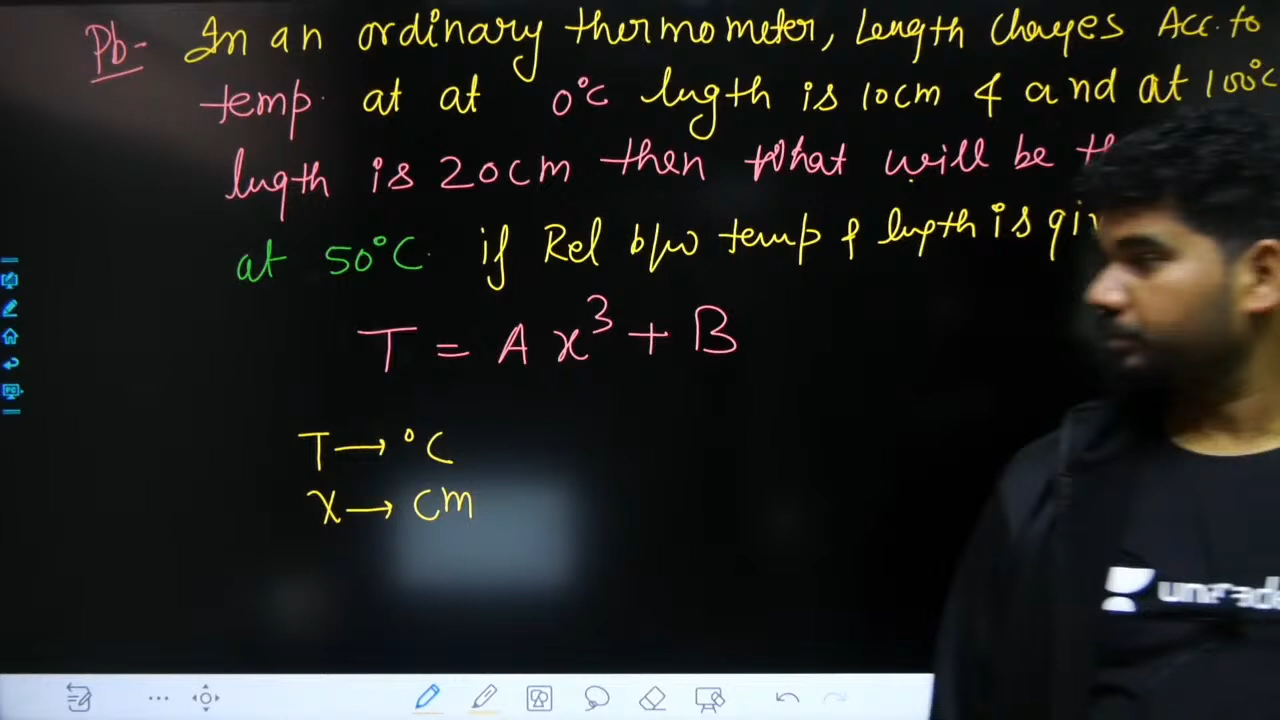 Pb- In an ordinary thermometer, Length Changes Acc. to
temp. at at 0°C length is 10cm & and at 100°C
length is 20cm then What will be
at 50°C. if Rel b/w temp & length is
T = Ax³ + B
T → °C
x → cm